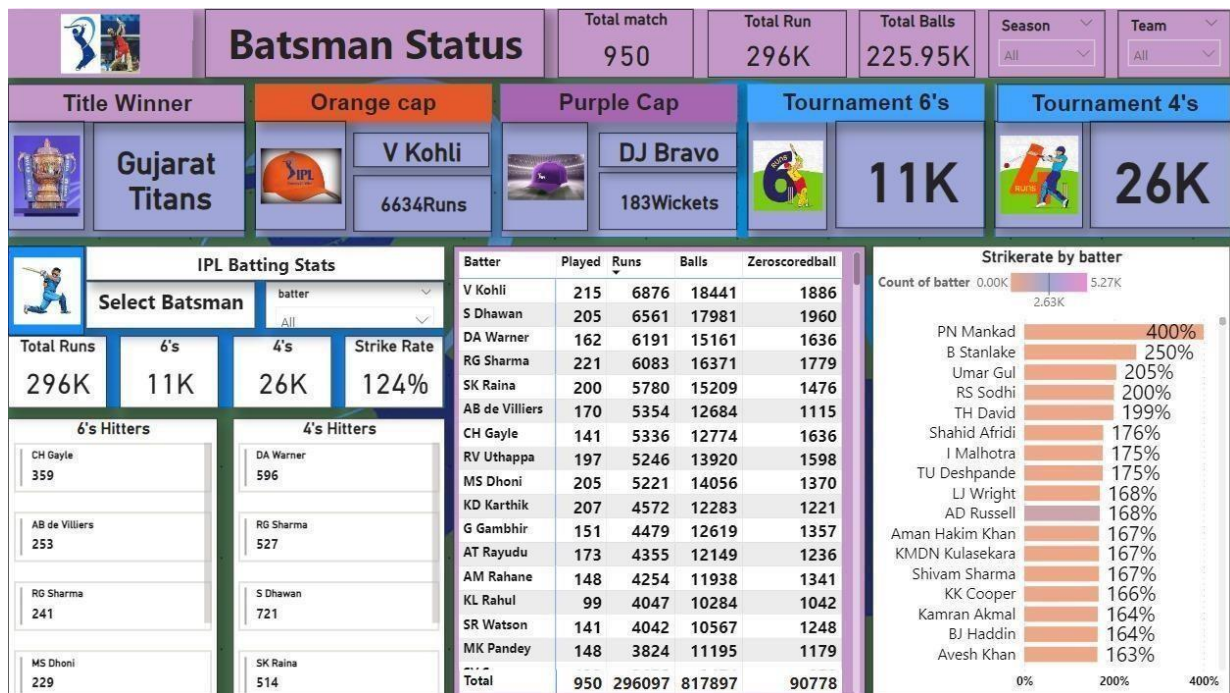 Batsman Status
Total match
950
Total Run
296K
Total Balls
225.95K
Season
All
Team
All
Title Winner
Gujarat
Titans
Orange cap
IPL
V Kohli
6634Runs
Purple Cap
DJ Bravo
183Wickets
Tournament 6's
6
RUNS
11K
Tournament 4's
4
RUNS
26K
IPL Batting Stats
Select Batsman
batter
All
Total Runs
296K
6's
11K
4's
26K
Strike Rate
124%
6's Hitters
CH Gayle
359
AB de Villiers
253
RG Sharma
241
MS Dhoni
229
4's Hitters
DA Warner
596
RG Sharma
527
S Dhawan
721
SK Raina
514
Batter Played Runs Balls Zeroscoredball
V Kohli 215 6876 18441 1886
S Dhawan 205 6561 17981 1960
DA Warner 162 6191 15161 1636
RG Sharma 221 6083 16371 1779
SK Raina 200 5780 15209 1476
AB de Villiers 170 5354 12684 1115
CH Gayle 141 5336 12774 1636
RV Uthappa 197 5246 13920 1598
MS Dhoni 205 5221 14056 1370
KD Karthik 207 4572 12283 1221
G Gambhir 151 4479 12619 1357
AT Rayudu 173 4355 12149 1236
AM Rahane 148 4254 11938 1341
KL Rahul 99 4047 10284 1042
SR Watson 141 4042 10567 1248
MK Pandey 148 3824 11195 1179
Total 950 296097 817897 90778
Strikerate by batter
Count of batter 0.00K 5.27K
2.63K
PN Mankad 400%
B Stanlake 250%
Umar Gul 205%
RS Sodhi 200%
TH David 199%
Shahid Afridi 176%
I Malhotra 175%
TU Deshpande 175%
LJ Wright 168%
AD Russell 168%
Aman Hakim Khan 167%
KMDN Kulasekara 167%
Shivam Sharma 167%
KK Cooper 166%
Kamran Akmal 164%
BJ Haddin 164%
Avesh Khan 163%
0% 200% 400%